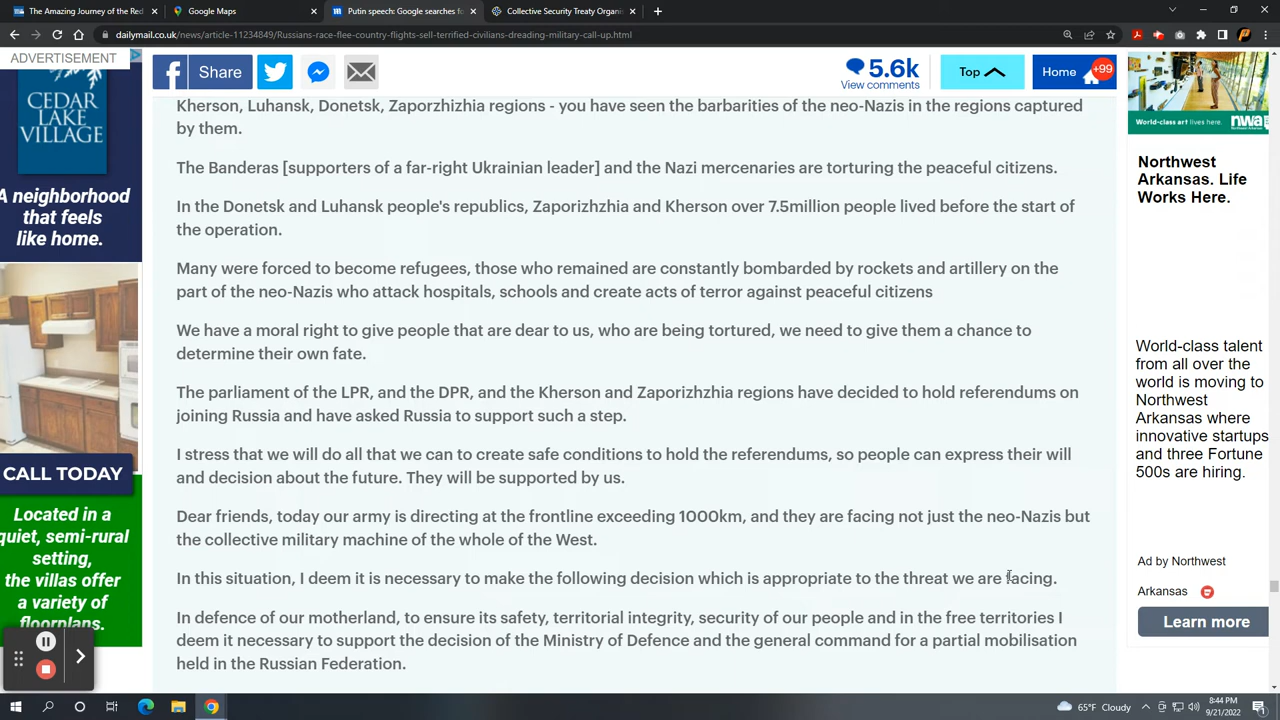 The Amazing Journey of the Red
Google Maps
Putin speech: Google searches fo
Collective Security Treaty Organis
dailymail.co.uk/news/article-11234849/Russians-race-flee-country-flights-sell-terrified-civilians-dreading-military-call-up.html
ADVERTISEMENT
CEDAR LAKE
VILLAGE
A neighborhood
that feels
like home.
CALL TODAY
Located in a
quiet, semi-rural
setting,
the villas offer
a variety of
floorplans.
Share
5.6k
View comments
Top
Home
+99
Kherson, Luhansk, Donetsk, Zaporzhizhia regions - you have seen the barbarities of the neo-Nazis in the regions captured
by them.
The Banderas [supporters of a far-right Ukrainian leader] and the Nazi mercenaries are torturing the peaceful citizens.
In the Donetsk and Luhansk people's republics, Zaporizhzhia and Kherson over 7.5million people lived before the start of
the operation.
Many were forced to become refugees, those who remained are constantly bombarded by rockets and artillery on the
part of the neo-Nazis who attack hospitals, schools and create acts of terror against peaceful citizens
We have a moral right to give people that are dear to us, who are being tortured, we need to give them a chance to
determine their own fate.
The parliament of the LPR, and the DPR, and the Kherson and Zaporizhzhia regions have decided to hold referendums on
joining Russia and have asked Russia to support such a step.
I stress that we will do all that we can to create safe conditions to hold the referendums, so people can express their will
and decision about the future. They will be supported by us.
Dear friends, today our army is directing at the frontline exceeding 1000km, and they are facing not just the neo-Nazis but
the collective military machine of the whole of the West.
In this situation, I deem it is necessary to make the following decision which is appropriate to the threat we are facing.
In defence of our motherland, to ensure its safety, territorial integrity, security of our people and in the free territories I
deem it necessary to support the decision of the Ministry of Defence and the general command for a partial mobilisation
held in the Russian Federation.
World-class art lives here.
nwa
Northwest
Arkansas. Life
Works Here.
World-class talent
from all over the
world is moving to
Northwest
Arkansas where
innovative startups
and three Fortune
500s are hiring.
Ad by Northwest
Arkansas
Learn more
65°F Cloudy
8:44 PM
9/21/2022